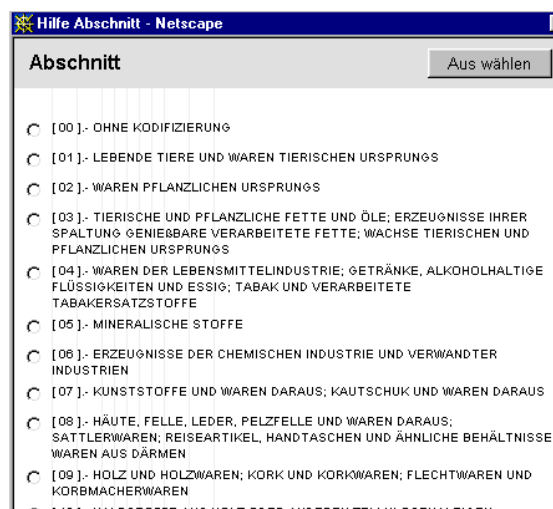 Hilfe Abschnitt - Netscape
Abschnitt
Aus wählen
[ 00 ].- OHNE KODIFIZIERUNG
[ 01 ].- LEBENDE TIERE UND WAREN TIERISCHEN URSPRUNGS
[ 02 ].- WAREN PFLANZLICHEN URSPRUNGS
[ 03 ].- TIERISCHE UND PFLANZLICHE FETTE UND ÖLE; ERZEUGNISSE IHRER
SPALTUNG GENIEßBARE VERARBEITETE FETTE; WACHSE TIERISCHEN UND
PFLANZLICHEN URSPRUNGS
[ 04 ].- WAREN DER LEBENSMITTELINDUSTRIE; GETRÄNKE, ALKOHOLHALTIGE
FLÜSSIGKEITEN UND ESSIG; TABAK UND VERARBEITETE
TABAKERSATZSTOFFE
[ 05 ].- MINERALISCHE STOFFE
[ 06 ].- ERZEUGNISSE DER CHEMISCHEN INDUSTRIE UND VERWANDTER
INDUSTRIEN
[ 07 ].- KUNSTSTOFFE UND WAREN DARAUS; KAUTSCHUK UND WAREN DARAUS
[ 08 ].- HÄUTE, FELLE, LEDER, PELZFELLE UND WAREN DARAUS;
SATTLERWAREN; REISEARTIKEL, HANDTASCHEN UND ÄHNLICHE BEHÄLTNISSE
WAREN AUS DÄRMEN
[ 09 ].- HOLZ UND HOLZWAREN; KORK UND KORKWAREN; FLECHTWAREN UND
KORBMACHERWAREN